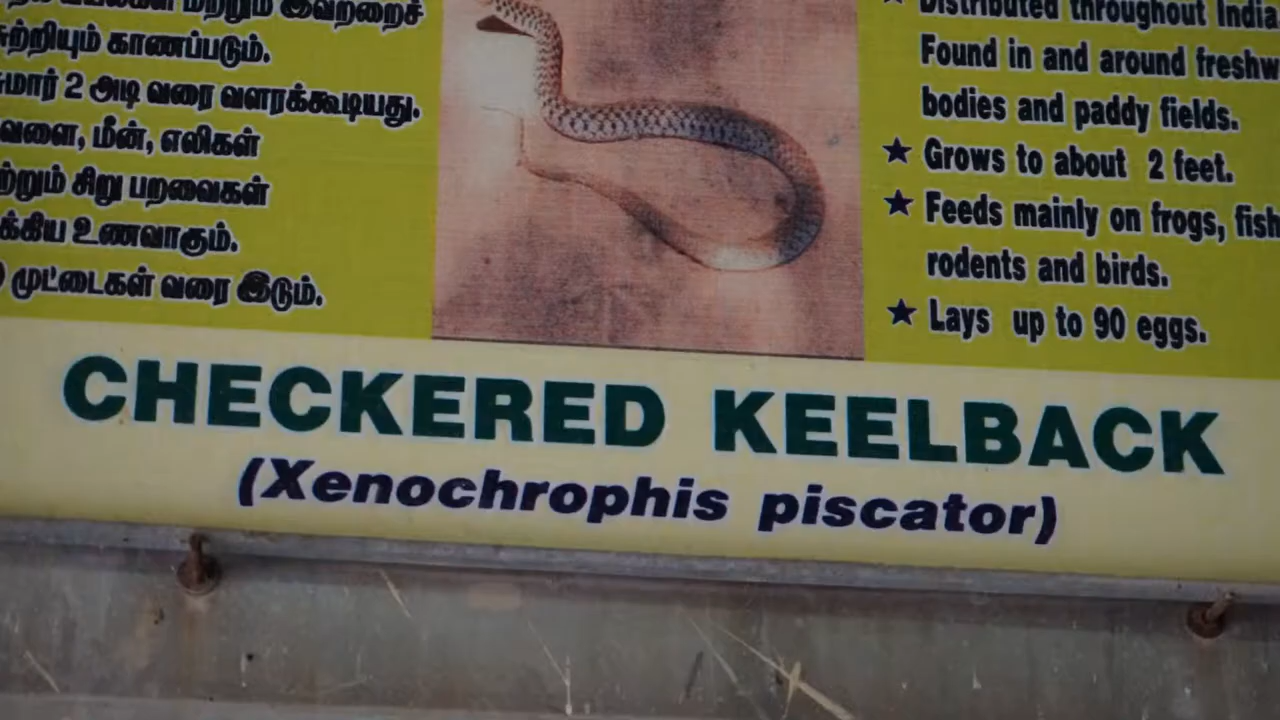 மற்றும் இவற்றைச்
சுற்றியும் காணப்படும்.
சுமார் 2 அடி வரை வளரக்கூடியது.
மீன், எலிகள்
சிறு பறவைகள்
உணவாகும்.
முட்டைகள் வரை இடும்.
★ Distributed throughout India
Found in and around freshw
bodies and paddy fields.
★ Grows to about 2 feet.
★ Feeds mainly on frogs, fish
rodents and birds.
★ Lays up to 90 eggs.
CHECKERED KEELBACK
(Xenochrophis piscator)